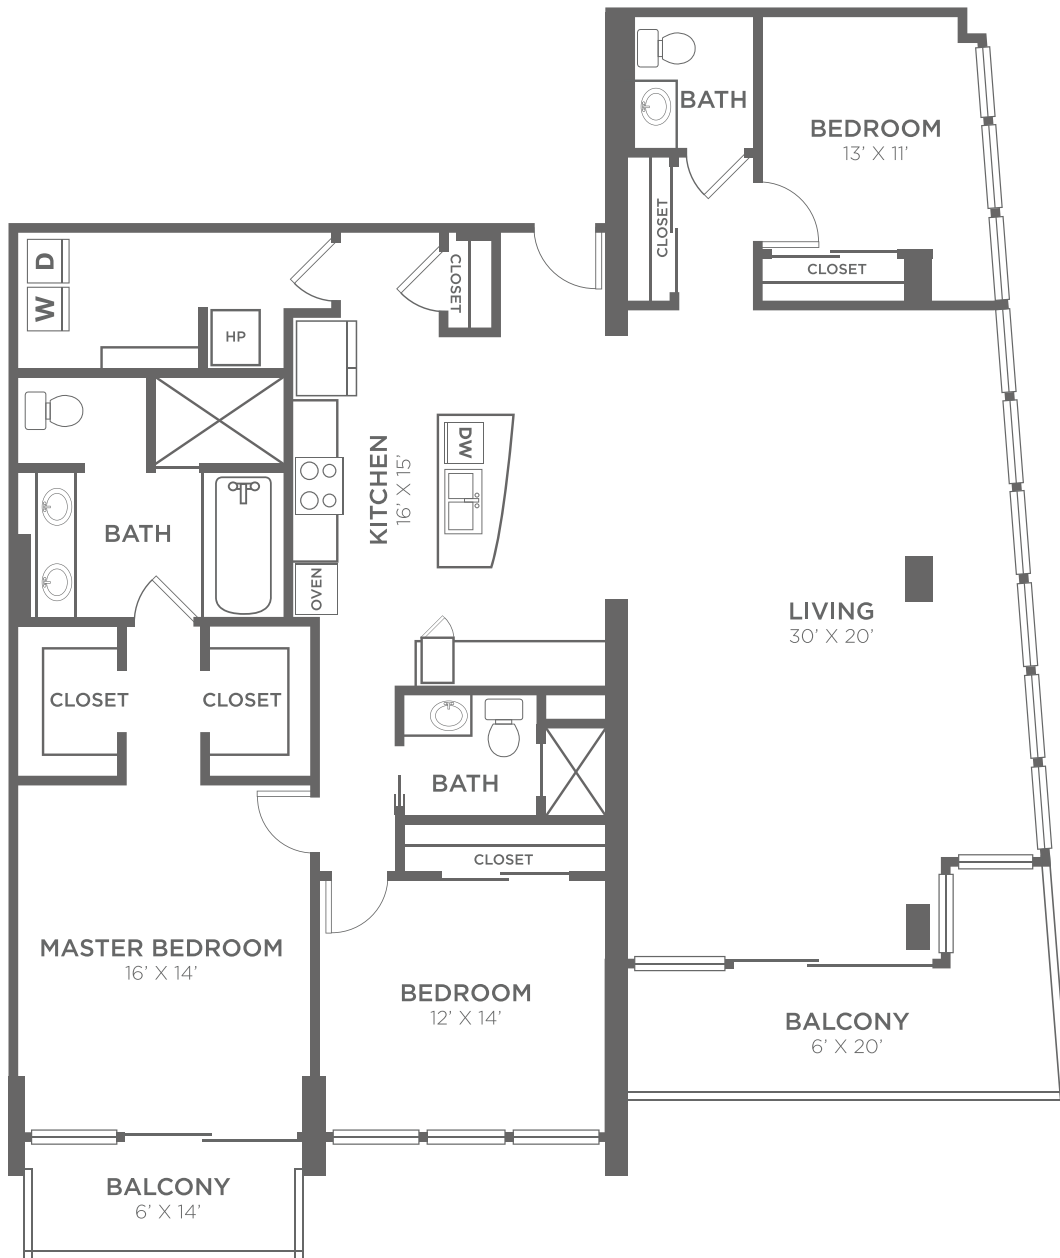 BATH
BEDROOM
13’ X 11’
CLOSET
CLOSET
D
W
HP
CLOSET
KITCHEN
16’ X 15’
DW
OVEN
BATH
LIVING
30’ X 20’
CLOSET
CLOSET
BATH
CLOSET
MASTER BEDROOM
16’ X 14’
BEDROOM
12’ X 14’
BALCONY
6’ X 20’
BALCONY
6’ X 14’